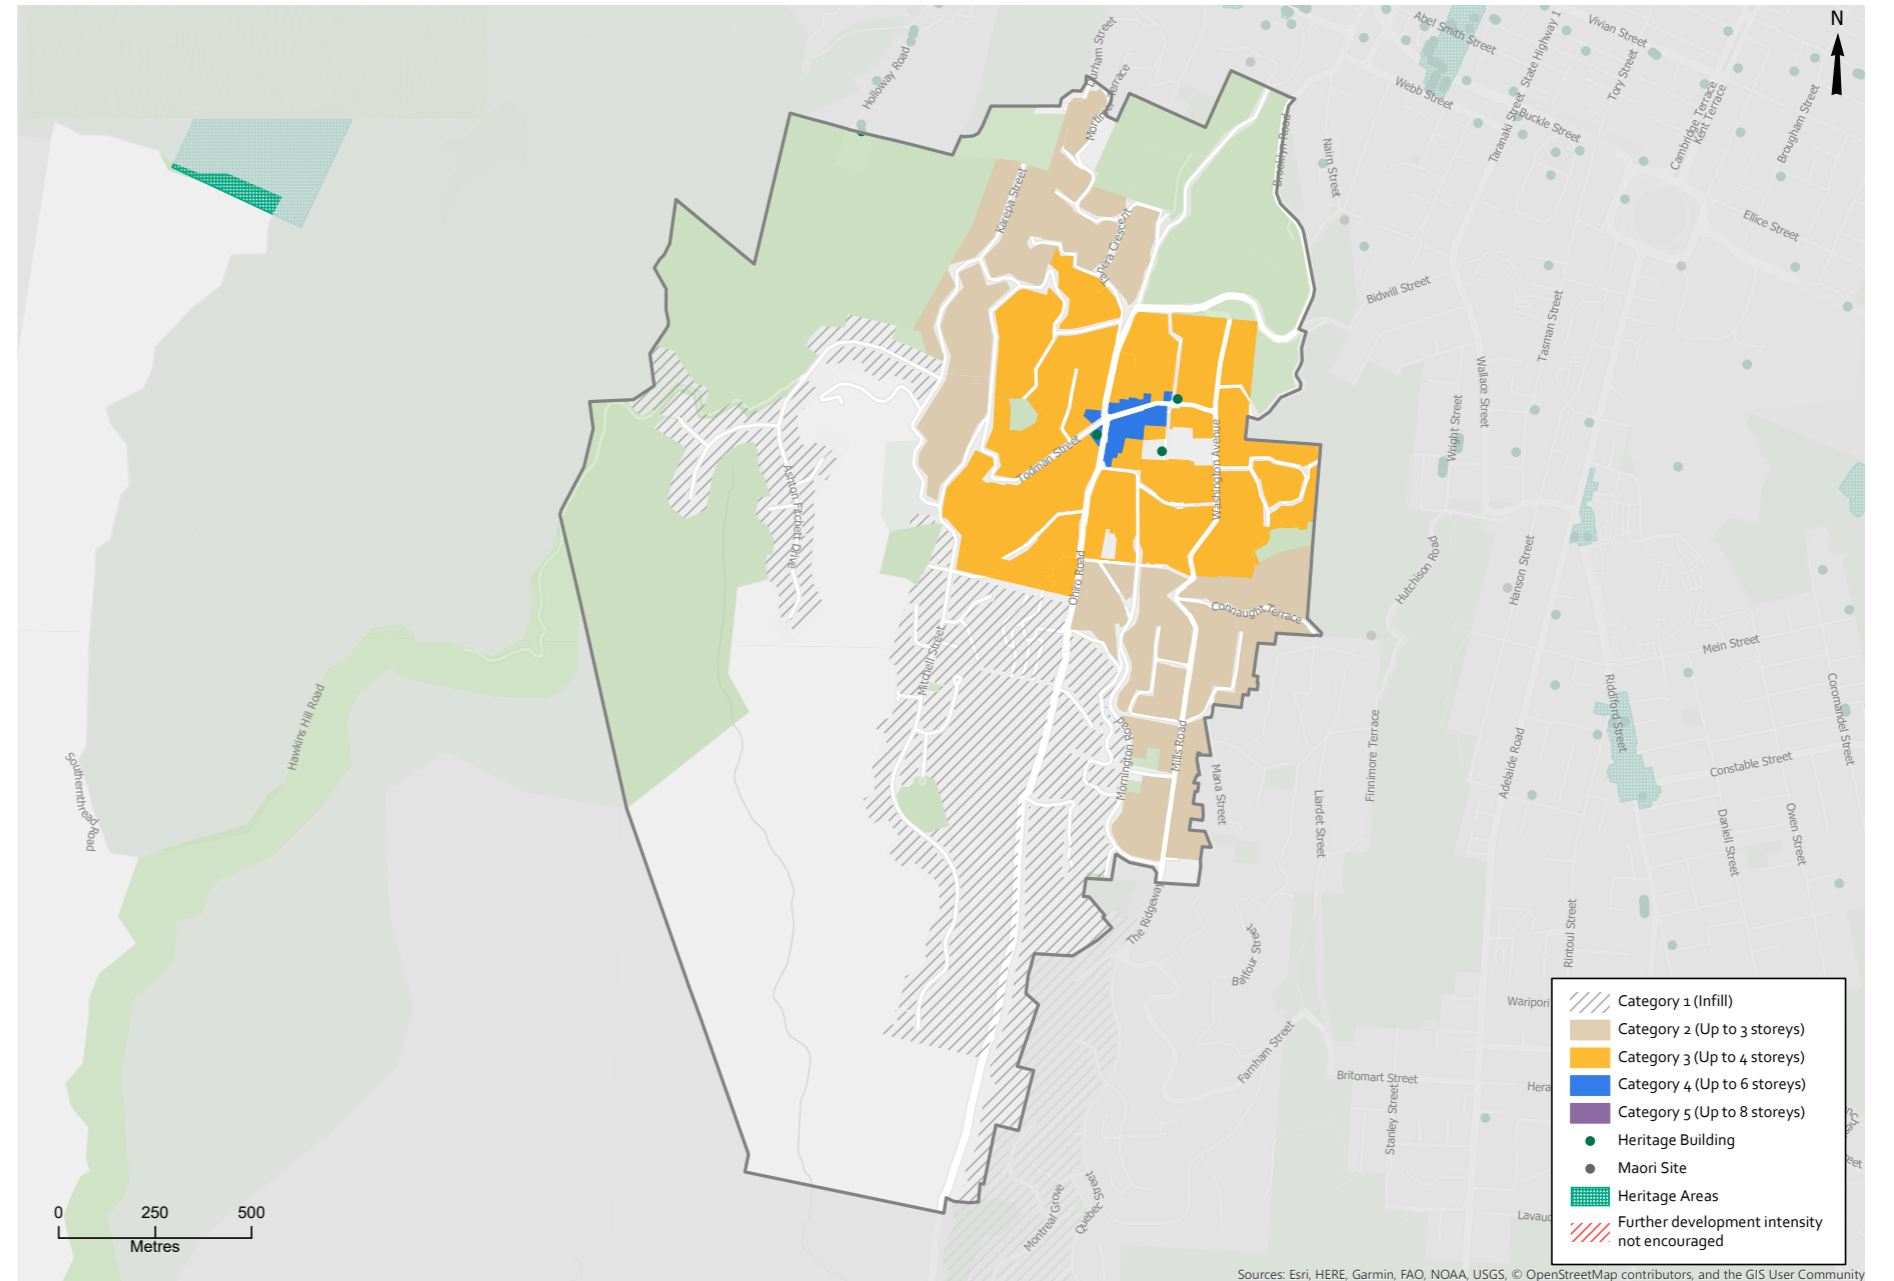 N
Abel Smith Street
Vivian Street
State Highway 1
Tory Street
Webb Street
Taranaki Street
Buckle Street
Cambridge Terrace
Kent Terrace
Brougham Street
Ellice Street
Holloway Road
Durham Street
Mortimer Terrace
Brooklyn Road
Nairn Street
Karepa Street
Bidwill Street
Tasman Street
Wallace Street
Wright Street
Todman Street
Washington Avenue
Ashton Fitchett Drive
Ohiro Road
Connaught Terrace
Hutchison Road
Hanson Street
Mein Street
Mitchell Street
Hawkins Hill Road
Southernthread Road
Mornington Road
Mills Road
Mana Street
Liardet Street
Finnimore Terrace
Adelaide Road
Riddiford Street
Coromandel Street
Constable Street
Daniell Street
Owen Street
Rintoul Street
The Ridgeway
Balfour Street
Farnham Street
Britomart Street
Stanley Street
Waripori
Hera
Lavaud
Montreal Grove
Quebec Street
Category 1 (Infill)
Category 2 (Up to 3 storeys)
Category 3 (Up to 4 storeys)
Category 4 (Up to 6 storeys)
Category 5 (Up to 8 storeys)
Heritage Building
Maori Site
Heritage Areas
Further development intensity
not encouraged
0 250 500
Metres
Sources: Esri, HERE, Garmin, FAO, NOAA, USGS, © OpenStreetMap contributors, and the GIS User Community